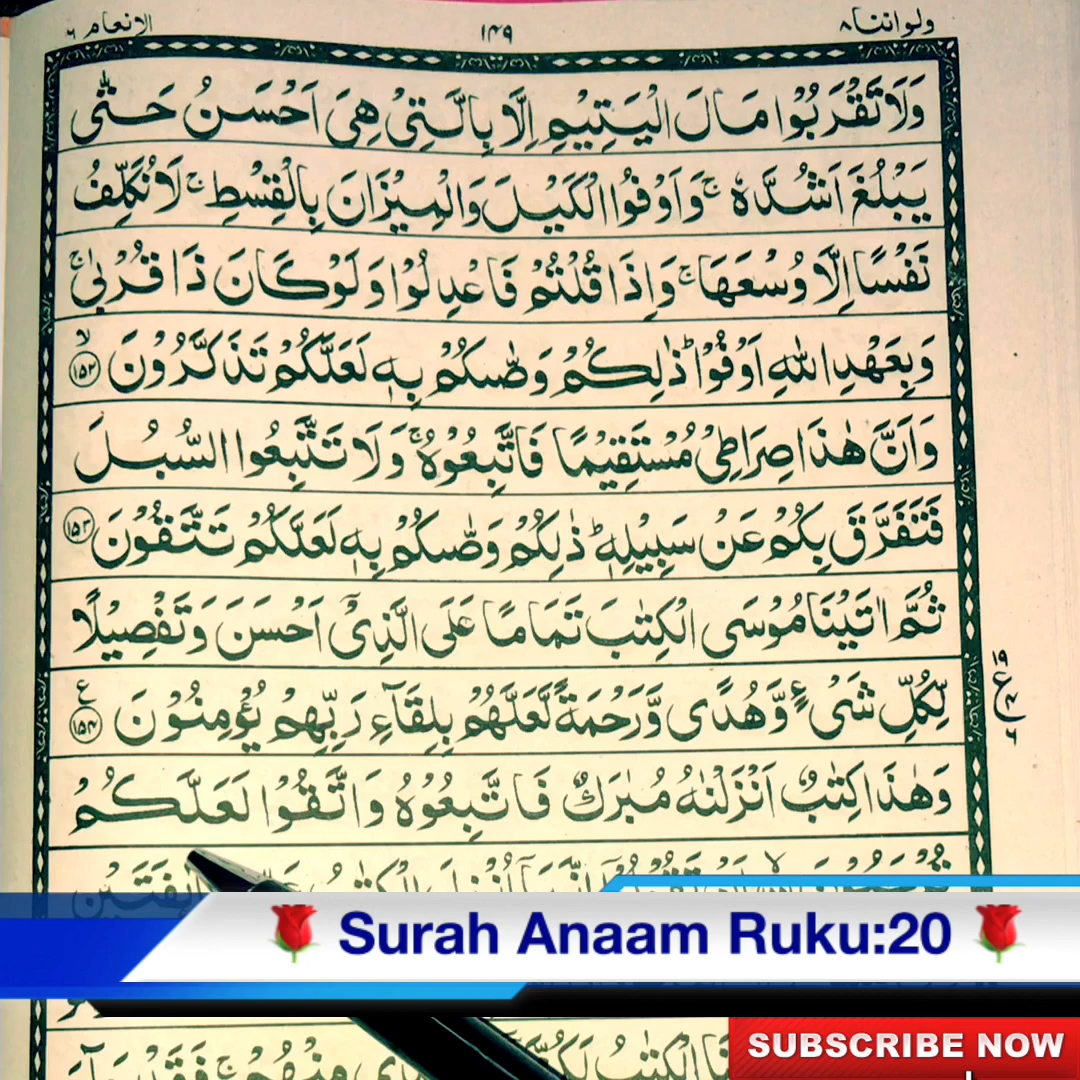 ولواننا ٨ ١٤٩ الانعام ٦
وَلَا تَقْرَبُوْا مَالَ الْيَتِيْمِ اِلَّا بِالَّتِيْ هِيَ اَحْسَنُ حَتّٰى
يَبْلُغَ اَشُدَّهٗ ۚ وَاَوْفُوا الْكَيْلَ وَالْمِيْزَانَ بِالْقِسْطِ ۚ لَا نُكَلِّفُ
نَفْسًا اِلَّا وُسْعَهَا ۚ وَاِذَا قُلْتُمْ فَاعْدِلُوْا وَلَوْ كَانَ ذَا قُرْبٰى ۚ
وَبِعَهْدِ اللّٰهِ اَوْفُوْا ؕ ذٰلِكُمْ وَصّٰىكُمْ بِهٖ لَعَلَّكُمْ تَذَكَّرُوْنَ ۙ ١٥٢
وَاَنَّ هٰذَا صِرَاطِيْ مُسْتَقِيْمًا فَاتَّبِعُوْهُ ۚ وَلَا تَتَّبِعُوا السُّبُلَ
فَتَفَرَّقَ بِكُمْ عَنْ سَبِيْلِهٖ ؕ ذٰلِكُمْ وَصّٰىكُمْ بِهٖ لَعَلَّكُمْ تَتَّقُوْنَ ١٥٣
ثُمَّ اٰتَيْنَا مُوْسَى الْكِتٰبَ تَمَامًا عَلَى الَّذِيْۤ اَحْسَنَ وَتَفْصِيْلًا
لِّكُلِّ شَيْءٍ وَّهُدًى وَّرَحْمَةً لَّعَلَّهُمْ بِلِقَآءِ رَبِّهِمْ يُؤْمِنُوْنَ ١٥٤ ع
وَهٰذَا كِتٰبٌ اَنْزَلْنٰهُ مُبٰرَكٌ فَاتَّبِعُوْهُ وَاتَّقُوْا لَعَلَّكُمْ
Surah Anaam Ruku:20
الْكِتٰبُ
SUBSCRIBE NOW